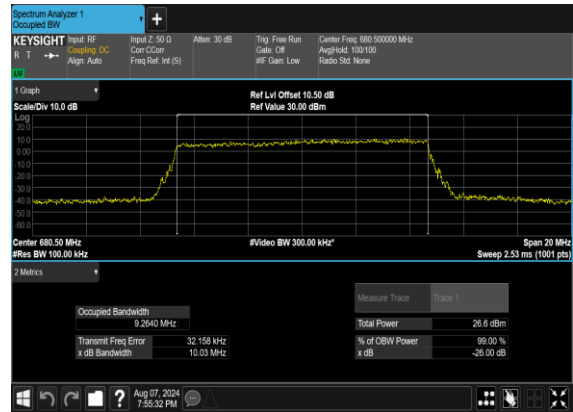 Spectrum Analyzer 1
Occupied BW
+
KEYSIGHT
R T
LXI
Input: RF
Coupling: DC
Align: Auto
Input Z: 50 Ω
Corr CCorr
Freq Ref: Int (S)
Atten: 30 dB
Trig: Free Run
Gate: Off
#IF Gain: Low
Center Freq: 680.500000 MHz
Avg|Hold: 100/100
Radio Std: None
1 Graph
Scale/Div 10.0 dB
Ref Lvl Offset 10.50 dB
Ref Value 30.00 dBm
Log
20.0
10.0
0.00
-10.0
-20.0
-30.0
-40.0
-50.0
-60.0
Center 680.50 MHz
#Res BW 100.00 kHz
#Video BW 300.00 kHz*
Span 20 MHz
Sweep 2.53 ms (1001 pts)
2 Metrics
Measure Trace Trace 1
Occupied Bandwidth
9.2640 MHz
Total Power 26.6 dBm
Transmit Freq Error 32.158 kHz
% of OBW Power 99.00 %
x dB Bandwidth 10.03 MHz
x dB -26.00 dB
?
Aug 07, 2024
7:55:32 PM